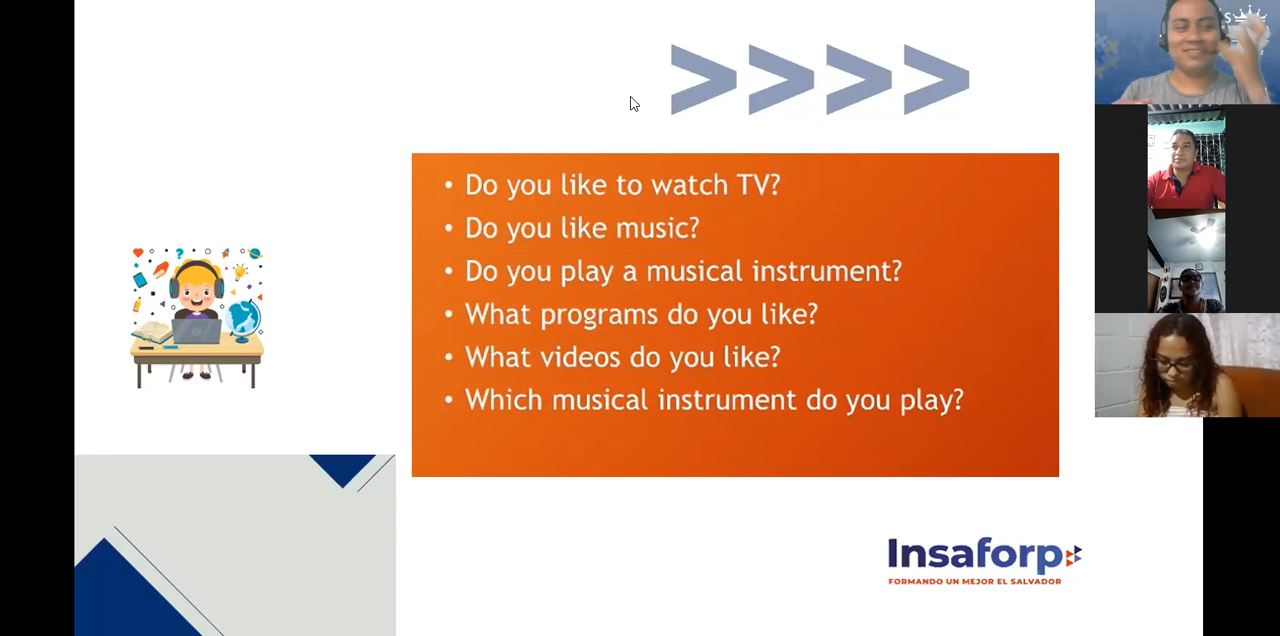 >>>>
• Do you like to watch TV?
• Do you like music?
• Do you play a musical instrument?
• What programs do you like?
• What videos do you like?
• Which musical instrument do you play?
Insaforp
FORMANDO UN MEJOR EL SALVADOR